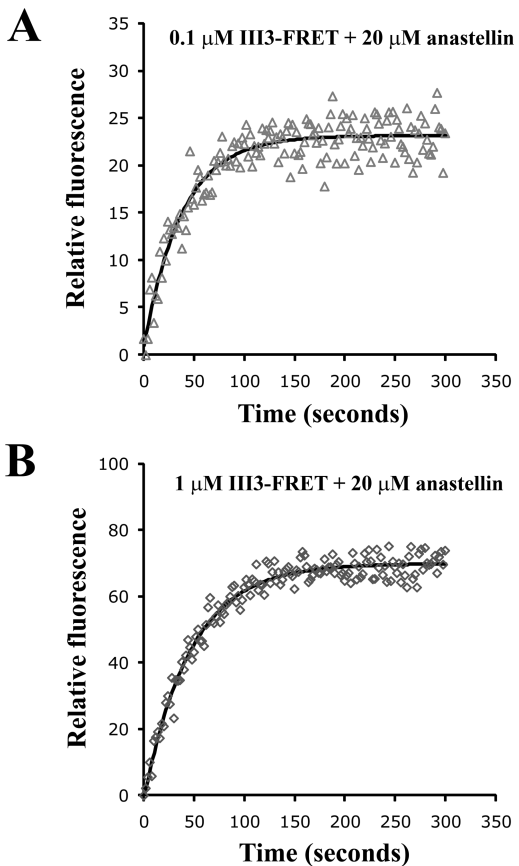 A
0.1 μM III3-FRET + 20 μM anastellin
35
30
25
20
15
10
5
0
Relative fluorescence
0 50 100 150 200 250 300 350
Time (seconds)
B
1 μM III3-FRET + 20 μM anastellin
100
80
60
40
20
0
Relative fluorescence
0 50 100 150 200 250 300 350
Time (seconds)